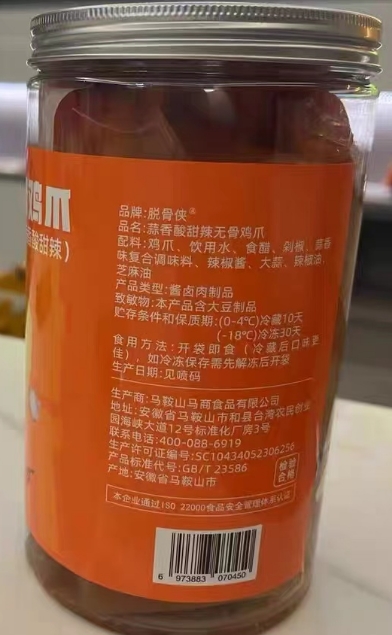 鸡爪
酸甜辣）
品牌:脱骨侠®
品名:蒜香酸甜辣无骨鸡爪
配料:鸡爪、饮用水、食醋、剁椒、蒜香
味复合调味料、辣椒酱、大蒜、辣椒油、
芝麻油
产品类型:酱卤肉制品
致敏物:本产品含大豆制品
贮存条件和保质期:(0-4℃)冷藏10天
(-18℃)冷冻30天
食用方法:开袋即食(冷藏后口味更
佳)，如冷冻保存需先解冻后开袋
生产日期:见喷码
生产商:马鞍山马商食品有限公司
地址:安徽省马鞍山市和县台湾农民创业
园海峡大道12号标准化厂房3号
联系电话:400-088-6919
生产许可证编号:SC10434052306256
产品标准代号:GB/T 23586
产地:安徽省马鞍山市
检验
合格
本企业通过ISO 22000食品安全管理体系认证
6 973883 070450